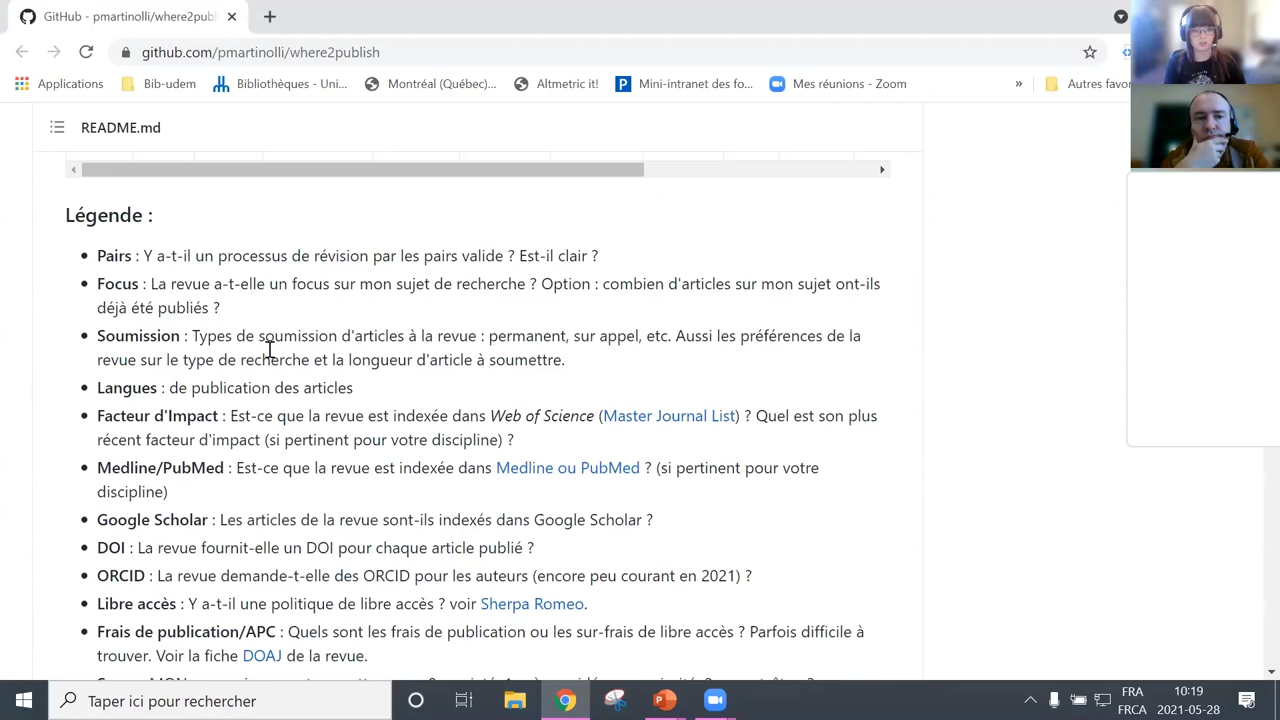 GitHub - pmartinolli/where2publ
github.com/pmartinolli/where2publish
Applications
Bib-udem
Bibliothèques - Uni...
Montréal (Québec)...
Altmetric it!
Mini-intranet des fo...
Mes réunions - Zoom
»
Autres favor
README.md
Légende :
Pairs : Y a-t-il un processus de révision par les pairs valide ? Est-il clair ?
Focus : La revue a-t-elle un focus sur mon sujet de recherche ? Option : combien d'articles sur mon sujet ont-ils
déjà été publiés ?
Soumission : Types de soumission d'articles à la revue : permanent, sur appel, etc. Aussi les préférences de la
revue sur le type de recherche et la longueur d'article à soumettre.
Langues : de publication des articles
Facteur d'Impact : Est-ce que la revue est indexée dans Web of Science (Master Journal List) ? Quel est son plus
récent facteur d'impact (si pertinent pour votre discipline) ?
Medline/PubMed : Est-ce que la revue est indexée dans Medline ou PubMed ? (si pertinent pour votre
discipline)
Google Scholar : Les articles de la revue sont-ils indexés dans Google Scholar ?
DOI : La revue fournit-elle un DOI pour chaque article publié ?
ORCID : La revue demande-t-elle des ORCID pour les auteurs (encore peu courant en 2021) ?
Libre accès : Y a-t-il une politique de libre accès ? voir Sherpa Romeo.
Frais de publication/APC : Quels sont les frais de publication ou les sur-frais de libre accès ? Parfois difficile à
trouver. Voir la fiche DOAJ de la revue.
Taper ici pour rechercher
FRA
FRCA
10:19
2021-05-28